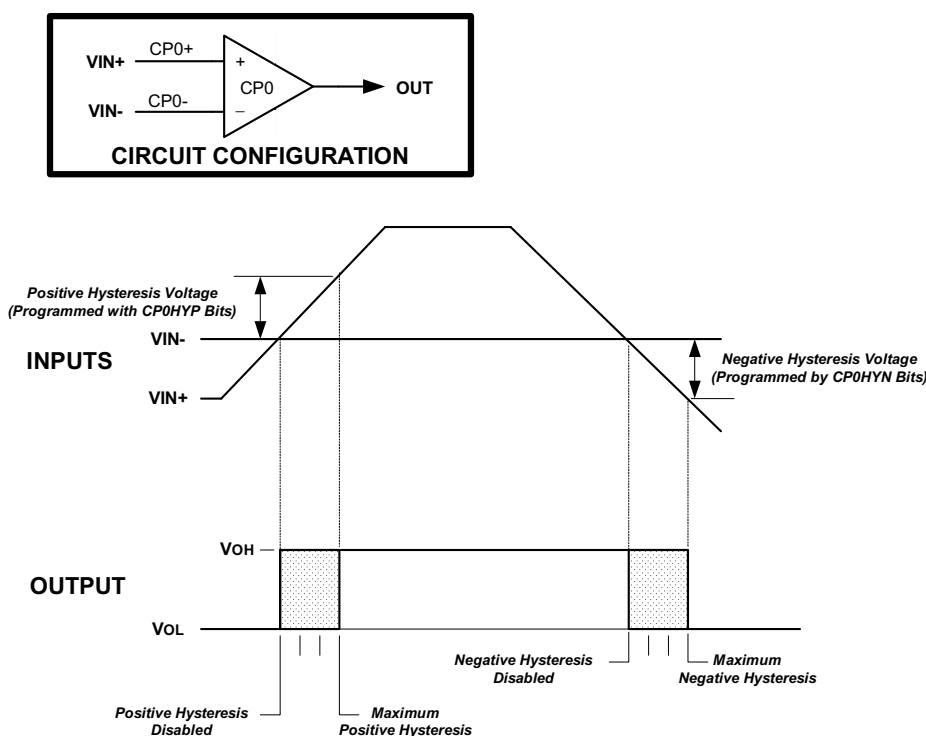 VIN+
CP0+
+
CP0
OUT
VIN-
CP0-
–
CIRCUIT CONFIGURATION
Positive Hysteresis Voltage
(Programmed with CP0HYP Bits)
VIN-
INPUTS
Negative Hysteresis Voltage
(Programmed by CP0HYN Bits)
VIN+
VOH
OUTPUT
VOL
Negative Hysteresis
Disabled
Maximum
Negative Hysteresis
Positive Hysteresis
Disabled
Maximum
Positive Hysteresis